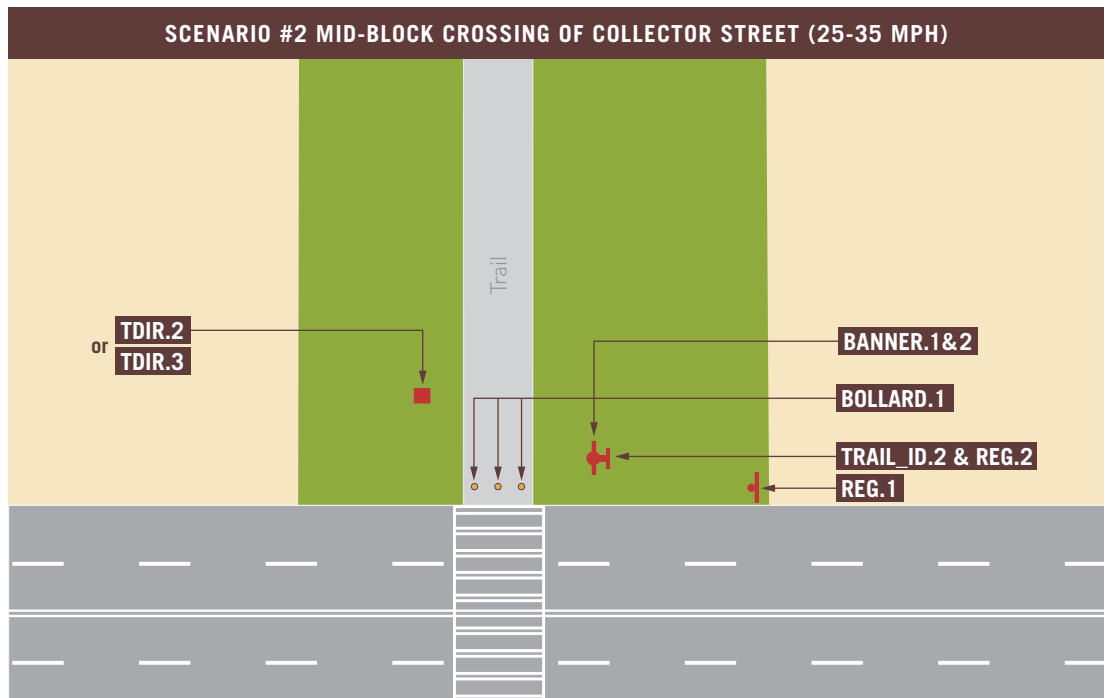 SCENARIO #2 MID-BLOCK CROSSING OF COLLECTOR STREET (25-35 MPH)
Trail
or
TDIR.2
TDIR.3
BANNER.1&2
BOLLARD.1
TRAIL_ID.2 & REG.2
REG.1